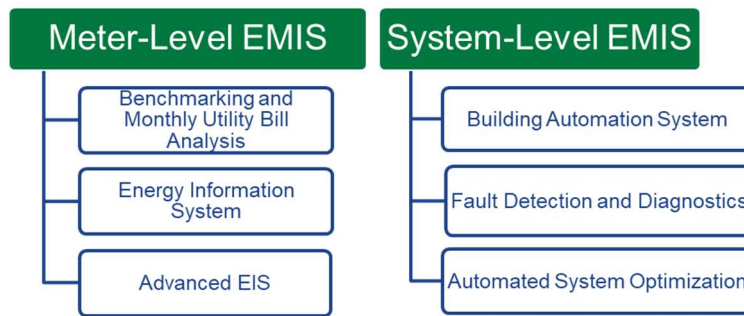 Meter-Level EMIS
Benchmarking and
Monthly Utility Bill
Analysis
Energy Information
System
Advanced EIS
System-Level EMIS
Building Automation System
Fault Detection and Diagnostics
Automated System Optimization